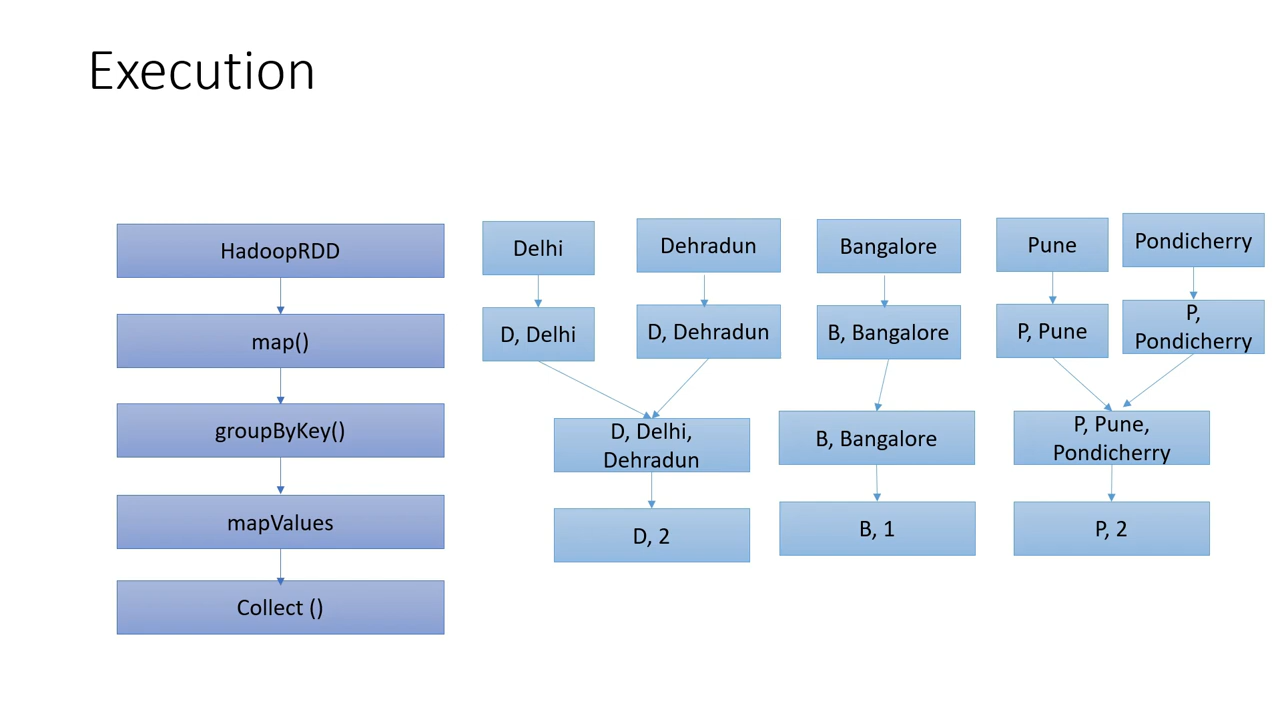 Execution
HadoopRDD
map()
groupByKey()
mapValues
Collect ()
Delhi
Dehradun
Bangalore
Pune
Pondicherry
D, Delhi
D, Dehradun
B, Bangalore
P, Pune
P,
Pondicherry
D, Delhi,
Dehradun
B, Bangalore
P, Pune,
Pondicherry
D, 2
B, 1
P, 2